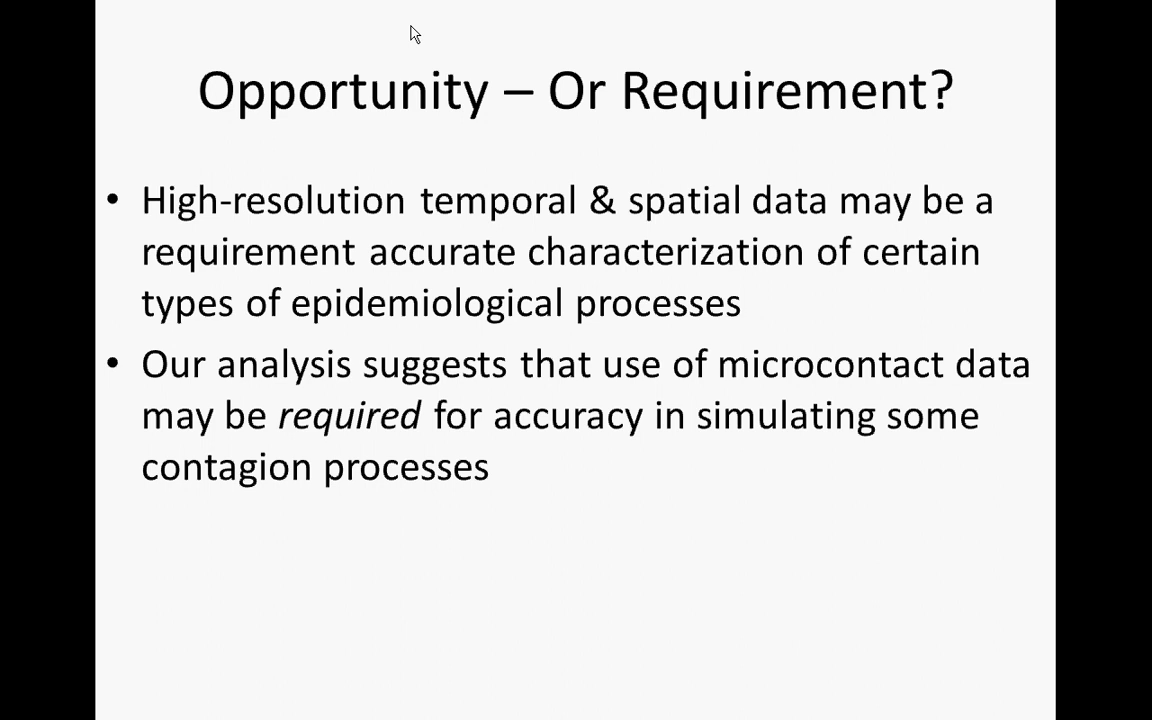 Opportunity – Or Requirement?
• High-resolution temporal & spatial data may be a
requirement accurate characterization of certain
types of epidemiological processes
• Our analysis suggests that use of microcontact data
may be required for accuracy in simulating some
contagion processes